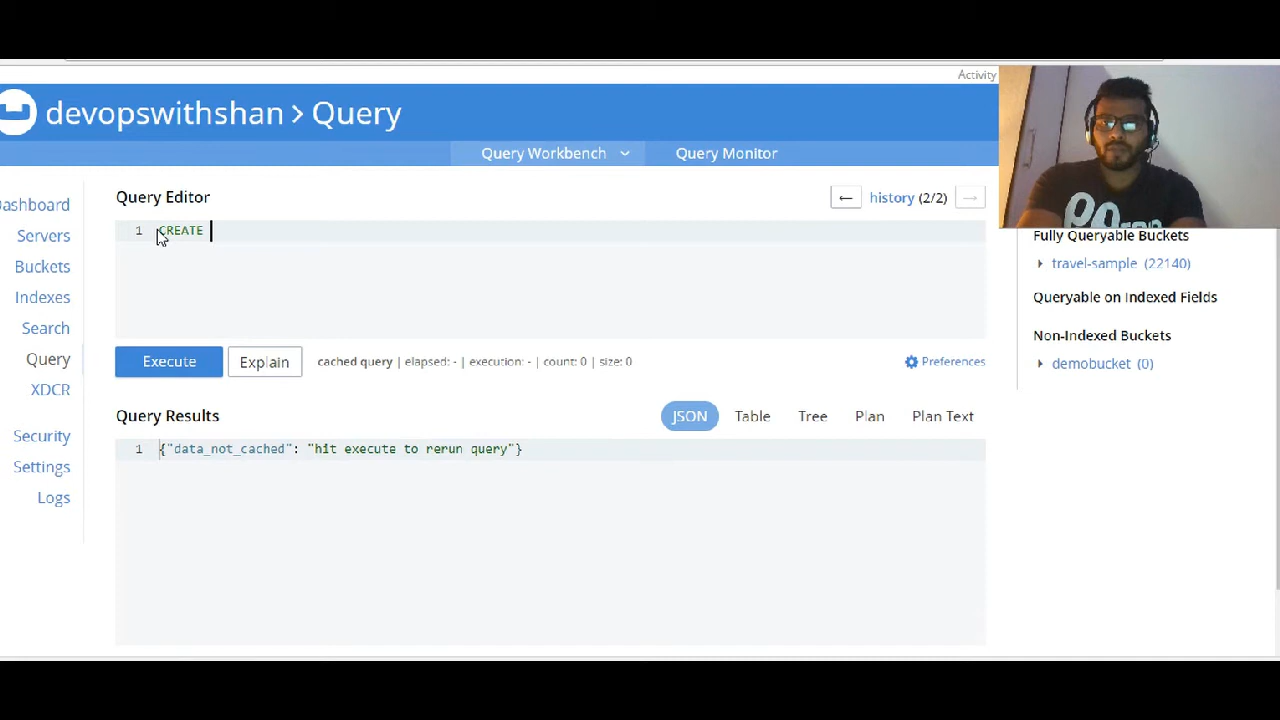 Activity
devopswithshan > Query
Query Workbench
Query Monitor
Dashboard
Servers
Buckets
Indexes
Search
Query
XDCR
Security
Settings
Logs
Query Editor
← history (2/2) →
1 CREATE
Execute
Explain
cached query | elapsed: - | execution: - | count: 0 | size: 0
Preferences
Query Results
JSON
Table
Tree
Plan
Plan Text
1 {"data_not_cached": "hit execute to rerun query"}
Fully Queryable Buckets
travel-sample (22140)
Queryable on Indexed Fields
Non-Indexed Buckets
demobucket (0)